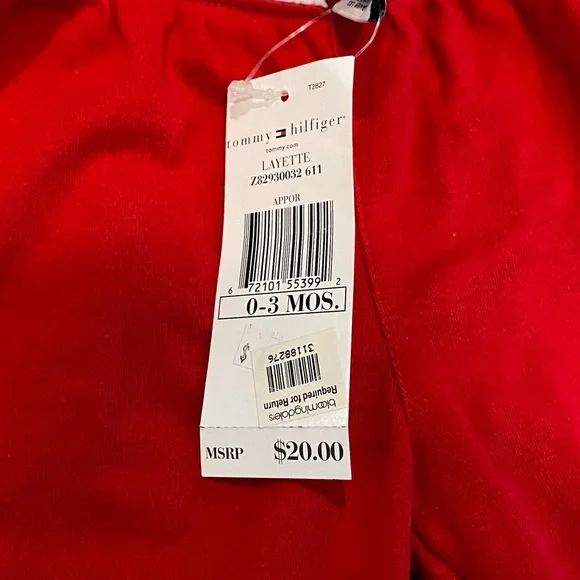 T2827
tommy hilfiger®
tommy.com
LAYETTE
Z82930032 611
APPOR
6 72101 55399 2
0-3 MOS.
31188276
bloomingdales
Required for Return
MSRP $20.00